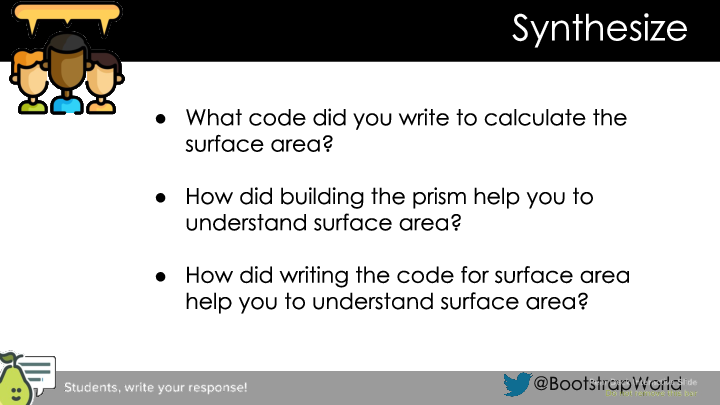 Synthesize
● What code did you write to calculate the
surface area?
● How did building the prism help you to
understand surface area?
● How did writing the code for surface area
help you to understand surface area?
Students, write your response!
@BootstrapWorld